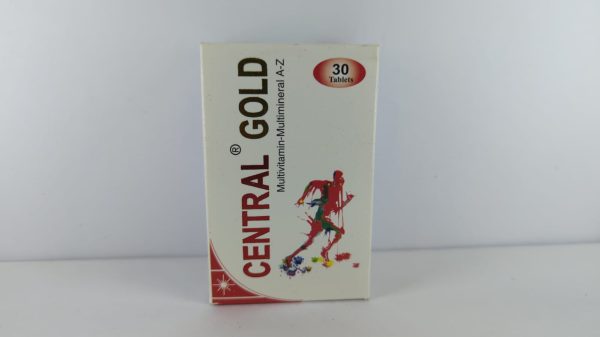 CENTRAL® GOLD
Multivitamin-Multimineral A-Z
30
Tablets